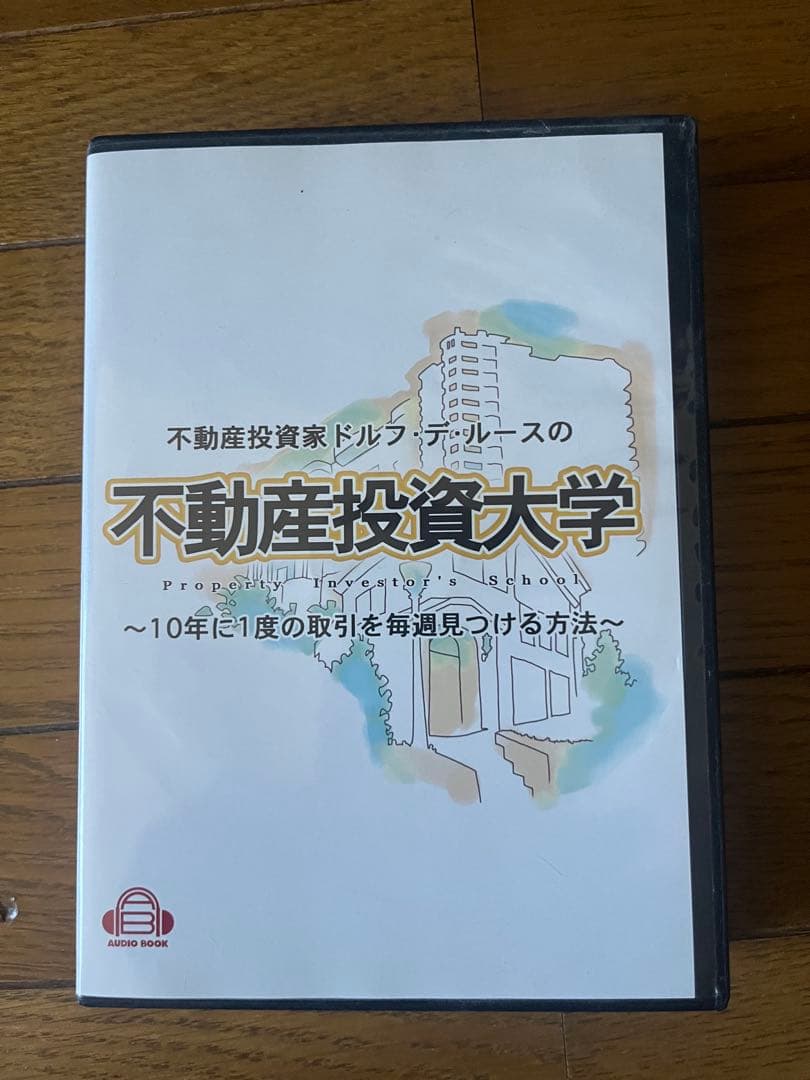 不動産投資家ドルフ・デ・ルースの
不動産投資大学
Property Investor's School
～10年に1度の取引を毎週見つける方法～
AB
AUDIO BOOK